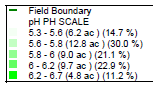 Field Boundary
pH PH SCALE
5.3 - 5.6 (6.2 ac ) (14.7 %)
5.6 - 5.8 (12.8 ac ) (30.0 %)
5.8 - 6 (9.0 ac ) (21.1 %)
6 - 6.2 (9.7 ac ) (22.9 %)
6.2 - 6.7 (4.8 ac ) (11.2 %)